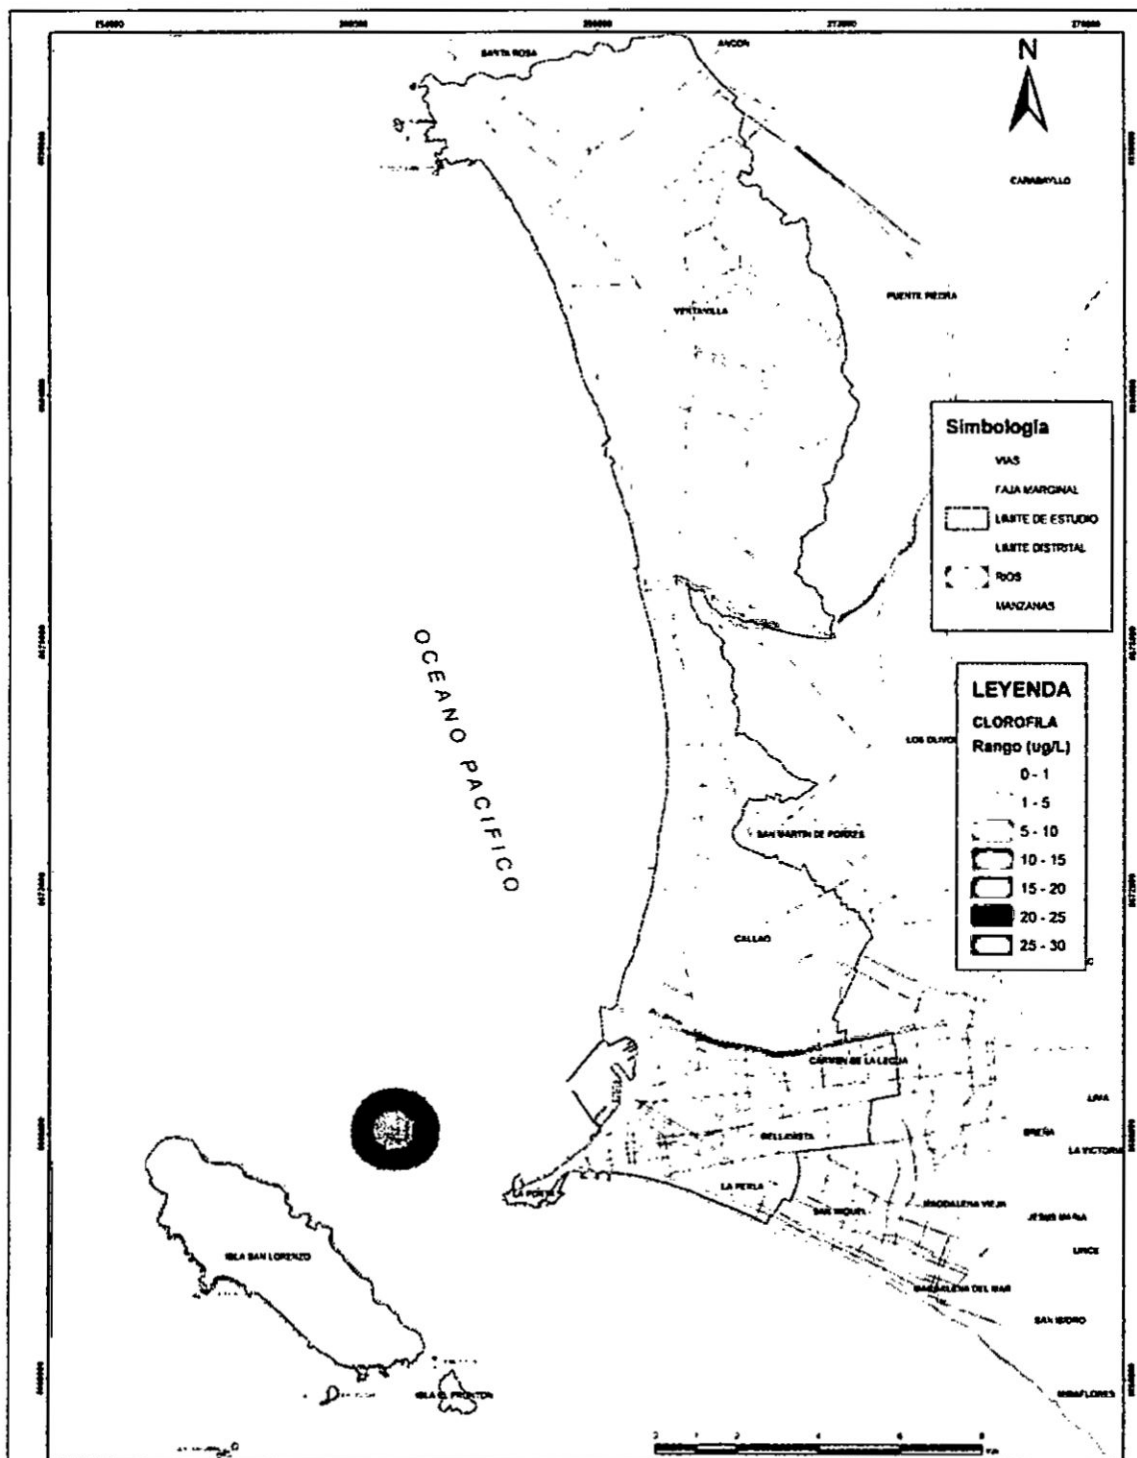 SANTA ROSA
ANCON
N
CARABAYLLO
PUENTE PIEDRA
VENTANILLA
Simbología
VIAS
FAJA MARGINAL
LIMITE DE ESTUDIO
LIMITE DISTRITAL
RIOS
MANZANAS
OCEANO PACIFICO
LEYENDA
CLOROFILA
Rango (ug/L)
0 - 1
1 - 5
5 - 10
10 - 15
15 - 20
20 - 25
25 - 30
LOS OLIVO
SAN MARTIN DE PORRES
CALLAO
CARMEN DE LA LEGUA
LIMA
BREÑA
BELLAVISTA
LA VICTORIA
LA PERLA
LA PUNTA
MAGDALENA VIEJA
SAN MIGUEL
JESUS MARIA
LINCE
ISLA SAN LORENZO
MAGDALENA DEL MAR
SAN ISIDRO
ISLA EL FRONTON
MIRAFLORES